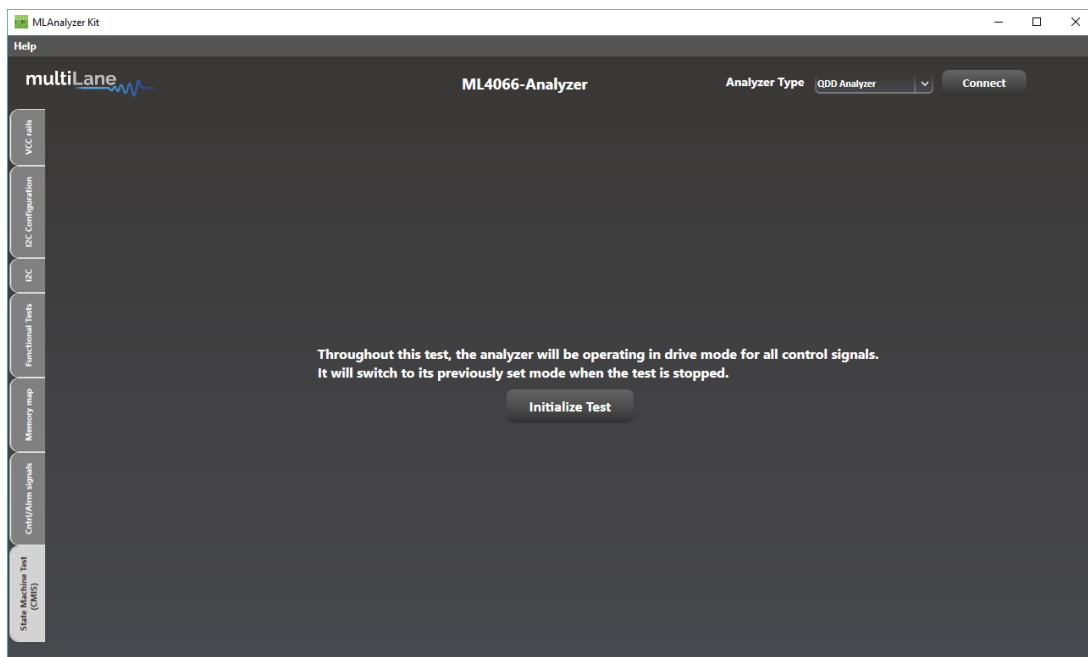 MLAnalyzer Kit
Help
multiLane
ML4066-Analyzer
Analyzer Type
QDD Analyzer
Connect
VCC rails
I2C Configuration
I2C
Functional Tests
Memory map
Cntrl/Alrm signals
State Machine Test
(CMIS)
Throughout this test, the analyzer will be operating in drive mode for all control signals.
It will switch to its previously set mode when the test is stopped.
Initialize Test